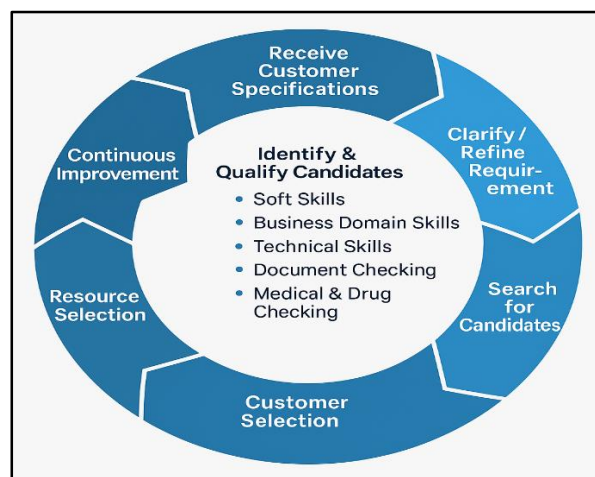 Receive
Customer
Specifications
Clarify /
Refine
Requir-
ement
Search
for
Candidates
Customer
Selection
Resource
Selection
Continuous
Improvement
Identify &
Qualify Candidates
• Soft Skills
• Business Domain Skills
• Technical Skills
• Document Checking
• Medical & Drug
Checking